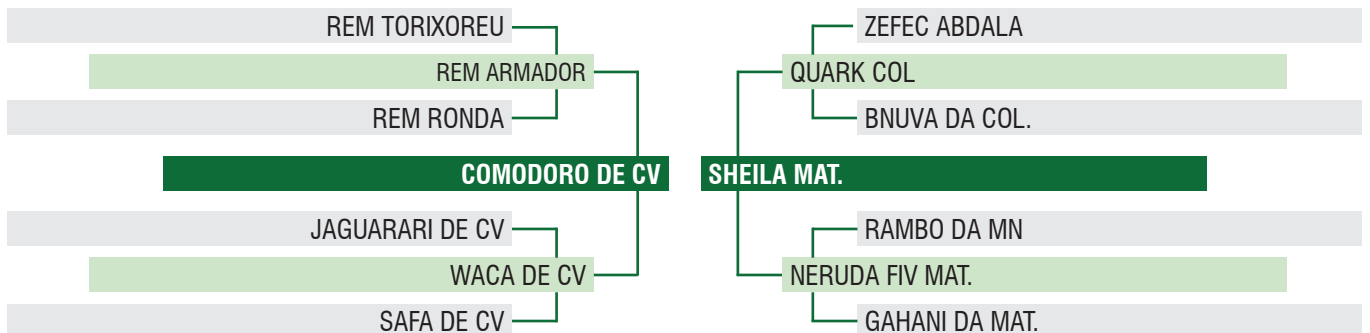 REM TORIXOREU
ZEFEC ABDALA
REM ARMADOR
QUARK COL
REM RONDA
BNUVA DA COL.
COMODORO DE CV
SHEILA MAT.
JAGUARARI DE CV
RAMBO DA MN
WACA DE CV
NERUDA FIV MAT.
SAFA DE CV
GAHANI DA MAT.